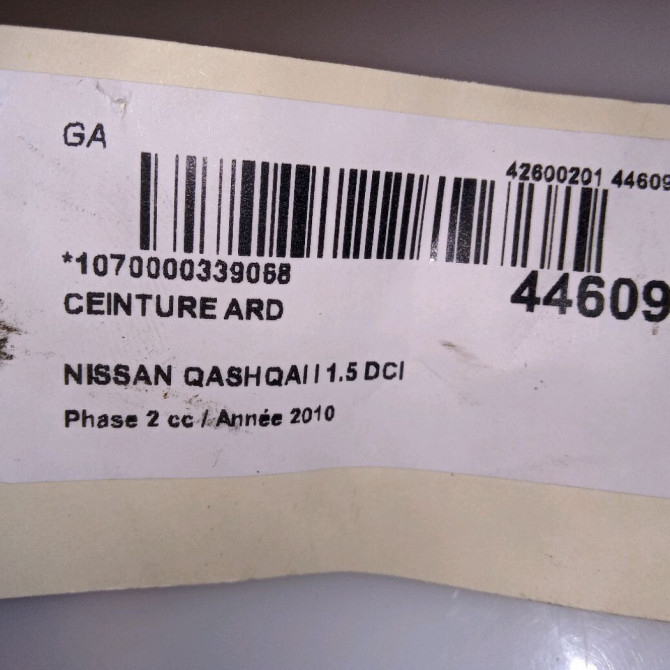 GA
42600201 44609
*1070000339068
44609
CEINTURE ARD
NISSAN QASHQAI I 1.5 DCI
Phase 2 cc / Année 2010